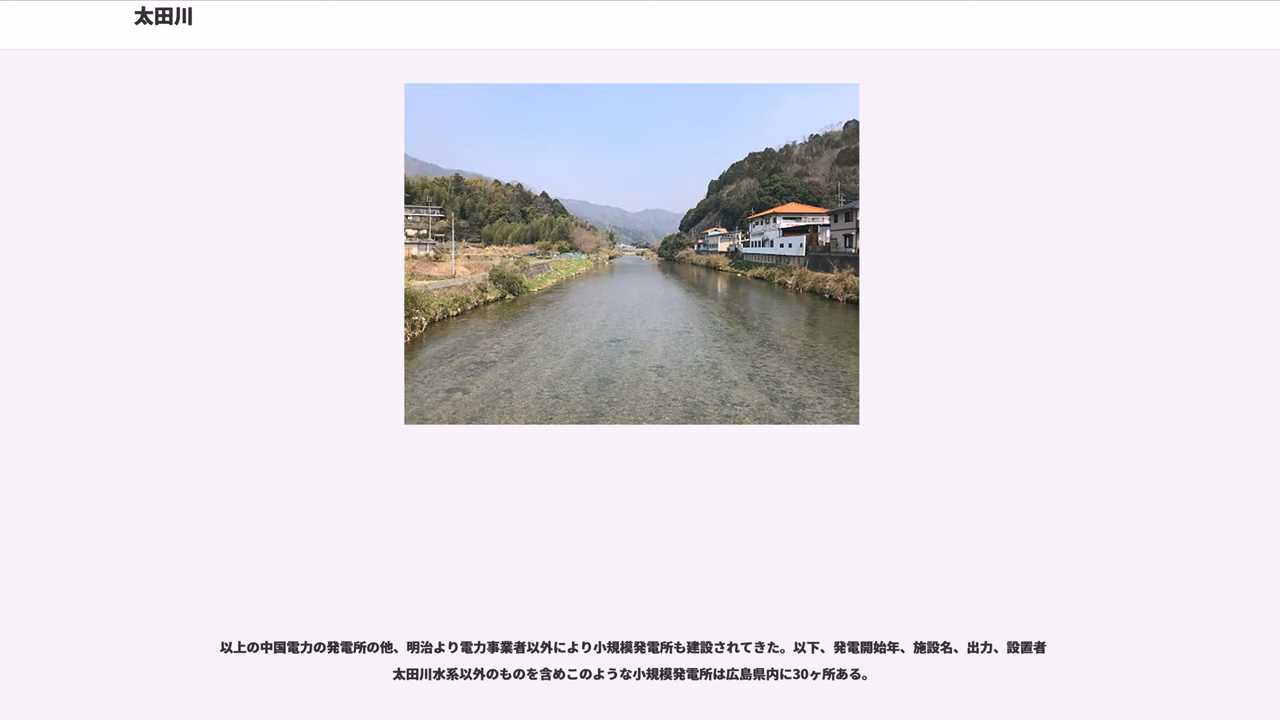 太田川
以上の中国電力の発電所の他、明治より電力事業者以外により小規模発電所も建設されてきた。以下、発電開始年、施設名、出力、設置者
太田川水系以外のものを含めこのような小規模発電所は広島県内に30ヶ所ある。